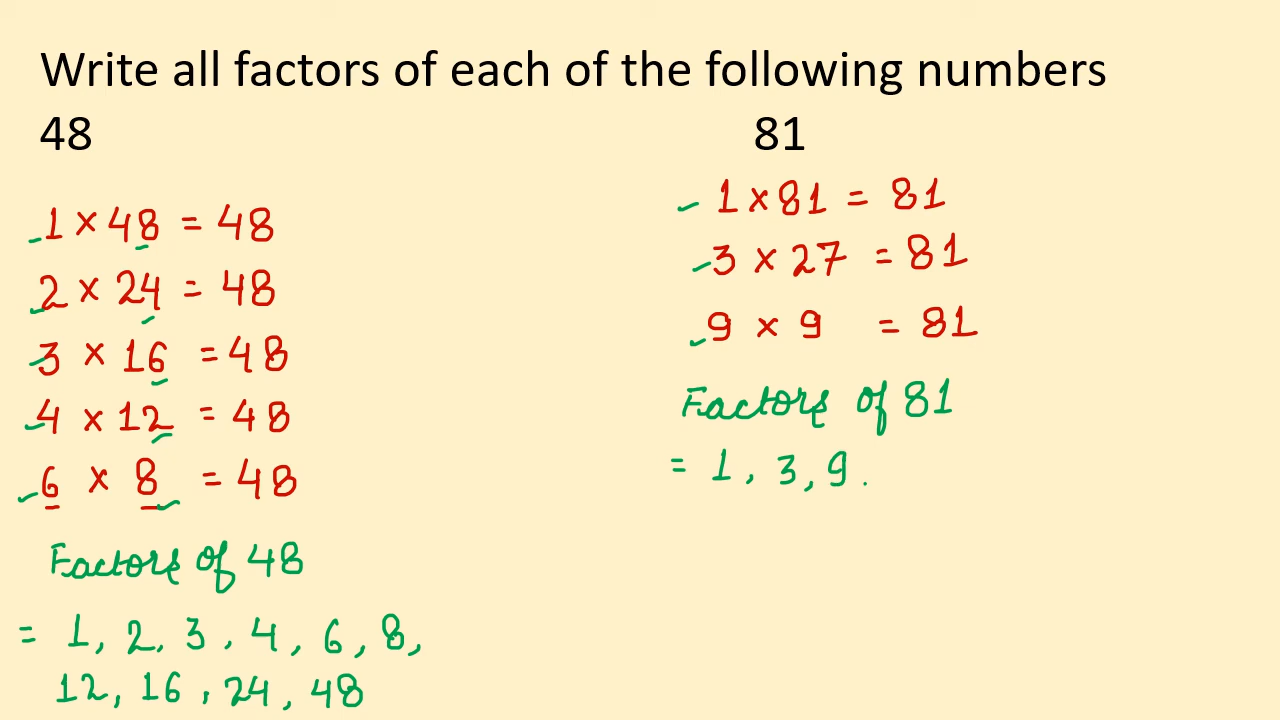 Write all factors of each of the following numbers
48
1 × 48 = 48
2 × 24 = 48
3 × 16 = 48
4 × 12 = 48
6 × 8 = 48
Factors of 48
= 1, 2, 3, 4, 6, 8,
12, 16, 24, 48
81
1 × 81 = 81
3 × 27 = 81
9 × 9 = 81
Factors of 81
= 1, 3, 9.